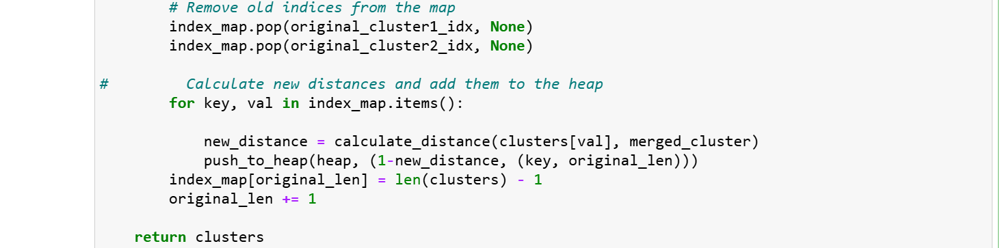 # Remove old indices from the map
        index_map.pop(original_cluster1_idx, None)
        index_map.pop(original_cluster2_idx, None)

#         Calculate new distances and add them to the heap
        for key, val in index_map.items():

            new_distance = calculate_distance(clusters[val], merged_cluster)
            push_to_heap(heap, (1-new_distance, (key, original_len)))
        index_map[original_len] = len(clusters) - 1
        original_len += 1

    return clusters